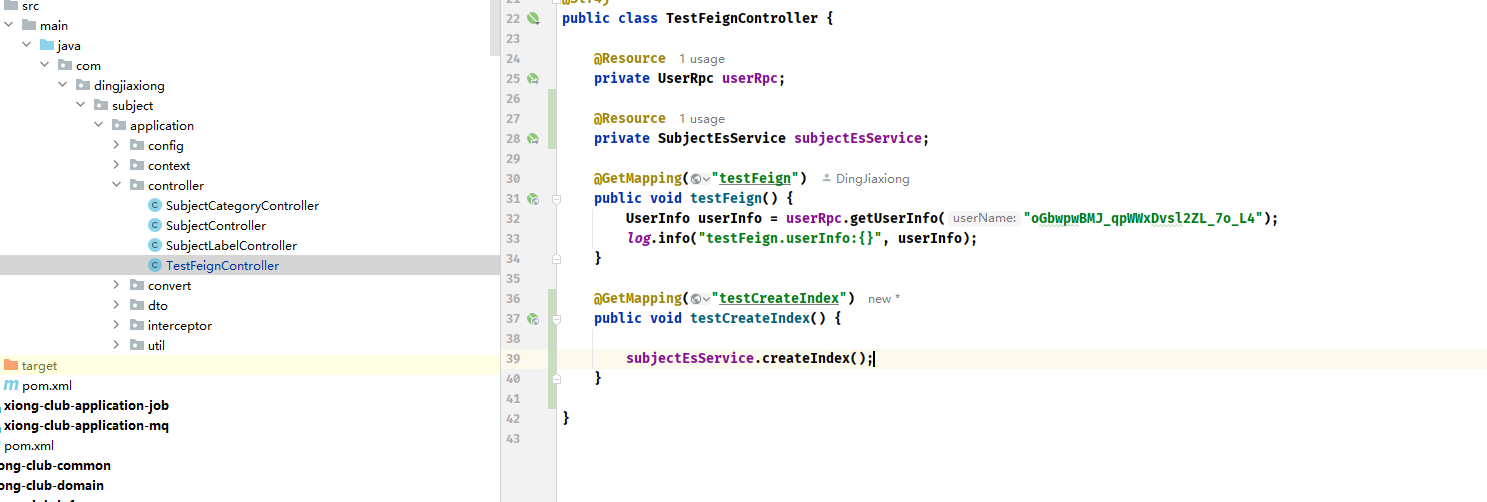 src
main
java
com
dingjiaxiong
subject
application
config
context
controller
SubjectCategoryController
SubjectController
SubjectLabelController
TestFeignController
convert
dto
interceptor
util
target
pom.xml
xiong-club-application-job
xiong-club-application-mq
pom.xml
ong-club-common
ong-club-domain
21 @Slf4j
22 public class TestFeignController {
23
24 @Resource 1 usage
25 private UserRpc userRpc;
26
27 @Resource 1 usage
28 private SubjectEsService subjectEsService;
29
30 @GetMapping("testFeign") DingJiaxiong
31 public void testFeign() {
32 UserInfo userInfo = userRpc.getUserInfo( userName: "oGbwpwBMJ_qpWWxDvsl2ZL_7o_L4");
33 log.info("testFeign.userInfo:{}", userInfo);
34 }
35
36 @GetMapping("testCreateIndex") new *
37 public void testCreateIndex() {
38
39 subjectEsService.createIndex();
40 }
41
42 }
43